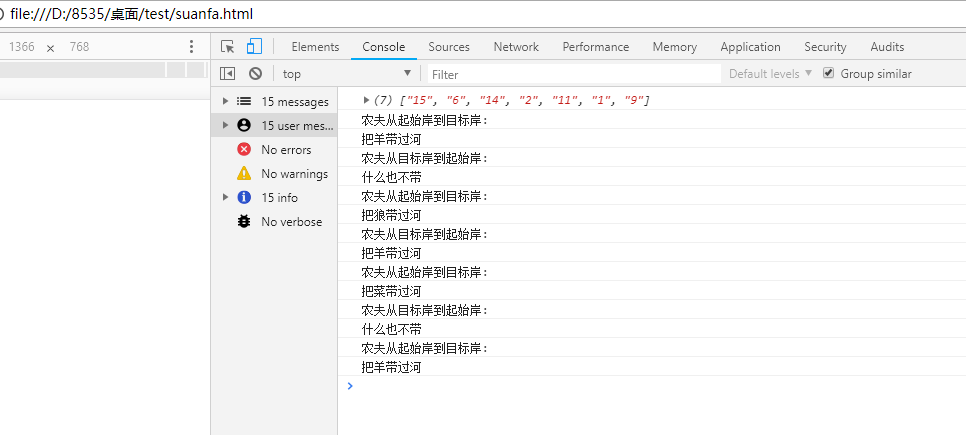 file:///D:/8535/桌面/test/suanfa.html
1366 × 768
Elements Console Sources Network Performance Memory Application Security Audits
top Filter Default levels Group similar
15 messages
15 user mes...
No errors
No warnings
15 info
No verbose
(7) ["15", "6", "14", "2", "11", "1", "9"]
农夫从起始岸到目标岸:
把羊带过河
农夫从目标岸到起始岸:
什么也不带
农夫从起始岸到目标岸:
把狼带过河
农夫从目标岸到起始岸:
把羊带过河
农夫从起始岸到目标岸:
把菜带过河
农夫从目标岸到起始岸:
什么也不带
农夫从起始岸到目标岸:
把羊带过河